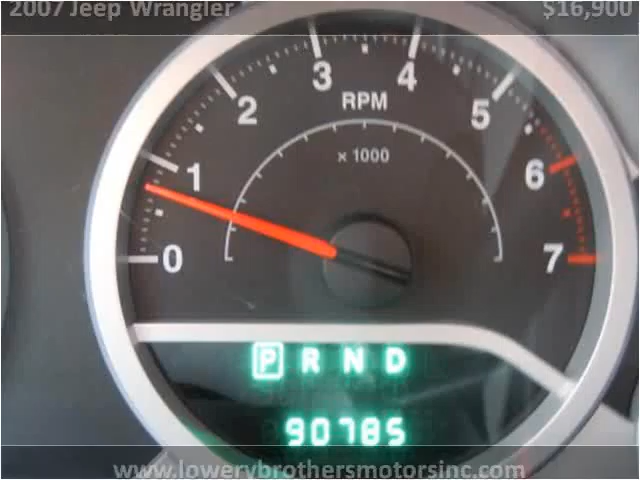 2007 Jeep Wrangler $16,900
3 4
2 RPM 5
1 x 1000 6
0 7
P R N D
90785
www.lowerybrothersmotorsinc.com